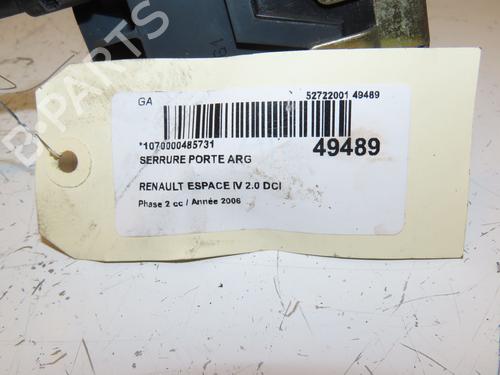 B-PARTS
G1
GA
52722001 49489
*1070000485731
49489
SERRURE PORTE ARG
RENAULT ESPACE IV 2.0 DCI
Phase 2 cc / Année 2006